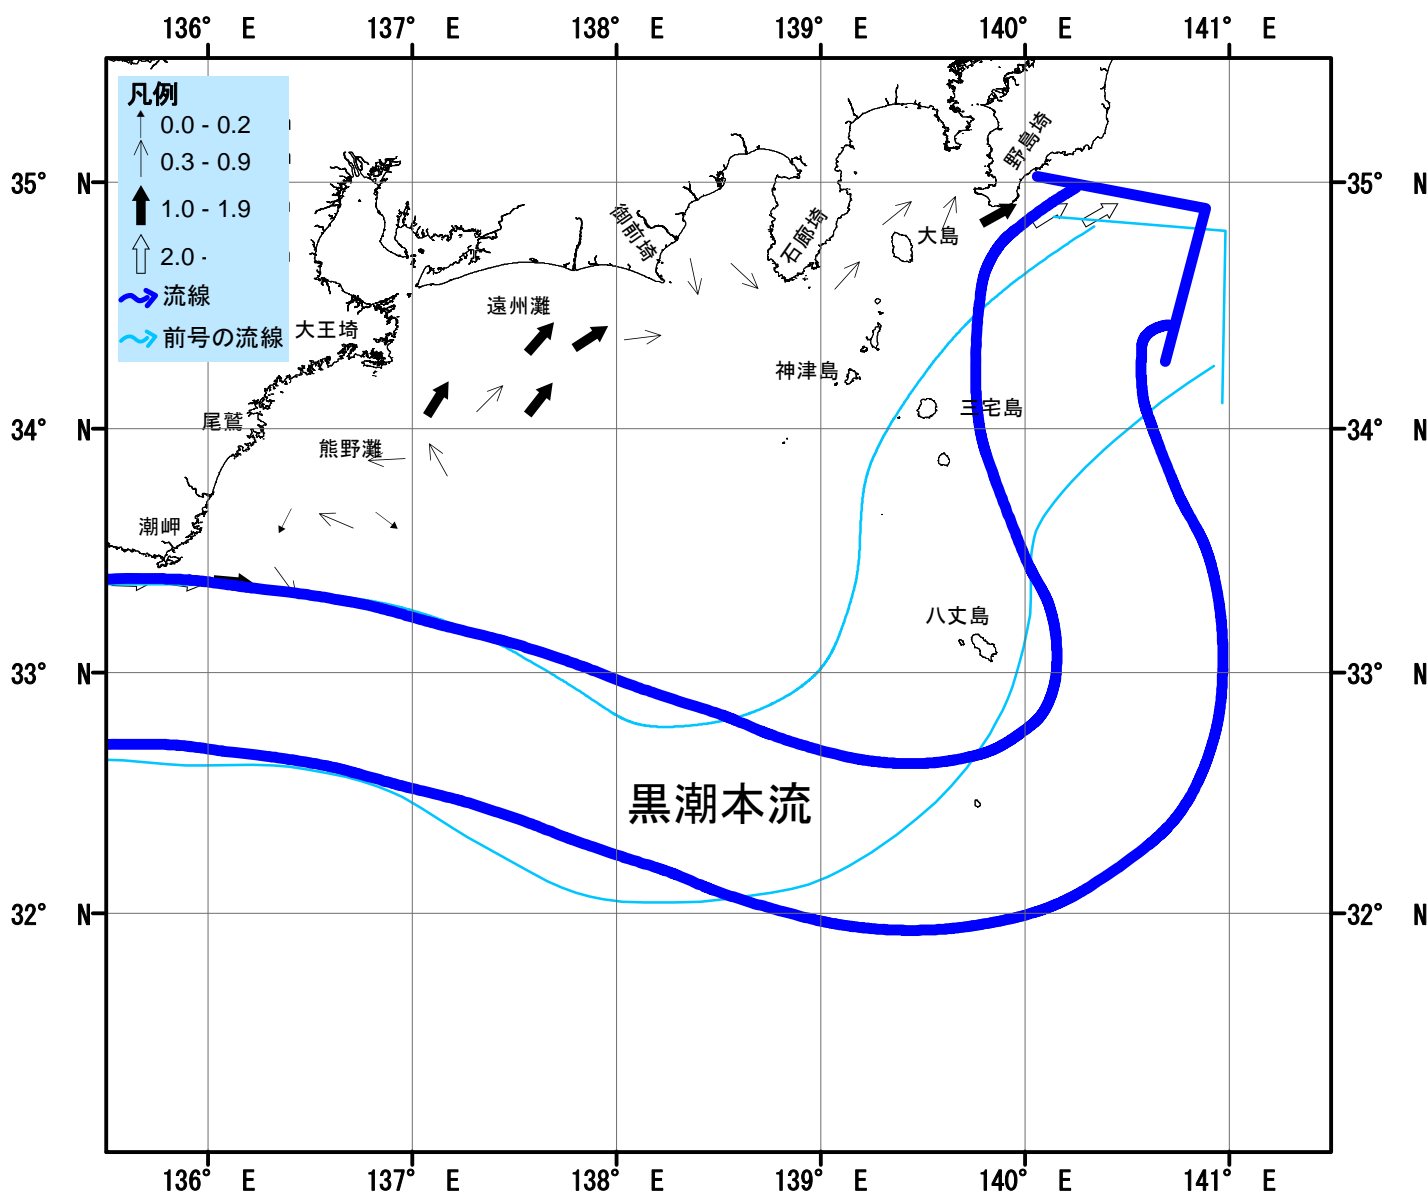 136° E 137° E 138° E 139° E 140° E 141° E
凡例
0.0 - 0.2
0.3 - 0.9
1.0 - 1.9
2.0 -
流線
前号の流線
野島埼
35° N
35° N
御前埼
石廊埼
大島
遠州灘
大王埼
神津島
三宅島
尾鷲
34° N
34° N
熊野灘
潮岬
八丈島
33° N
33° N
黒潮本流
32° N
32° N
136° E 137° E 138° E 139° E 140° E 141° E